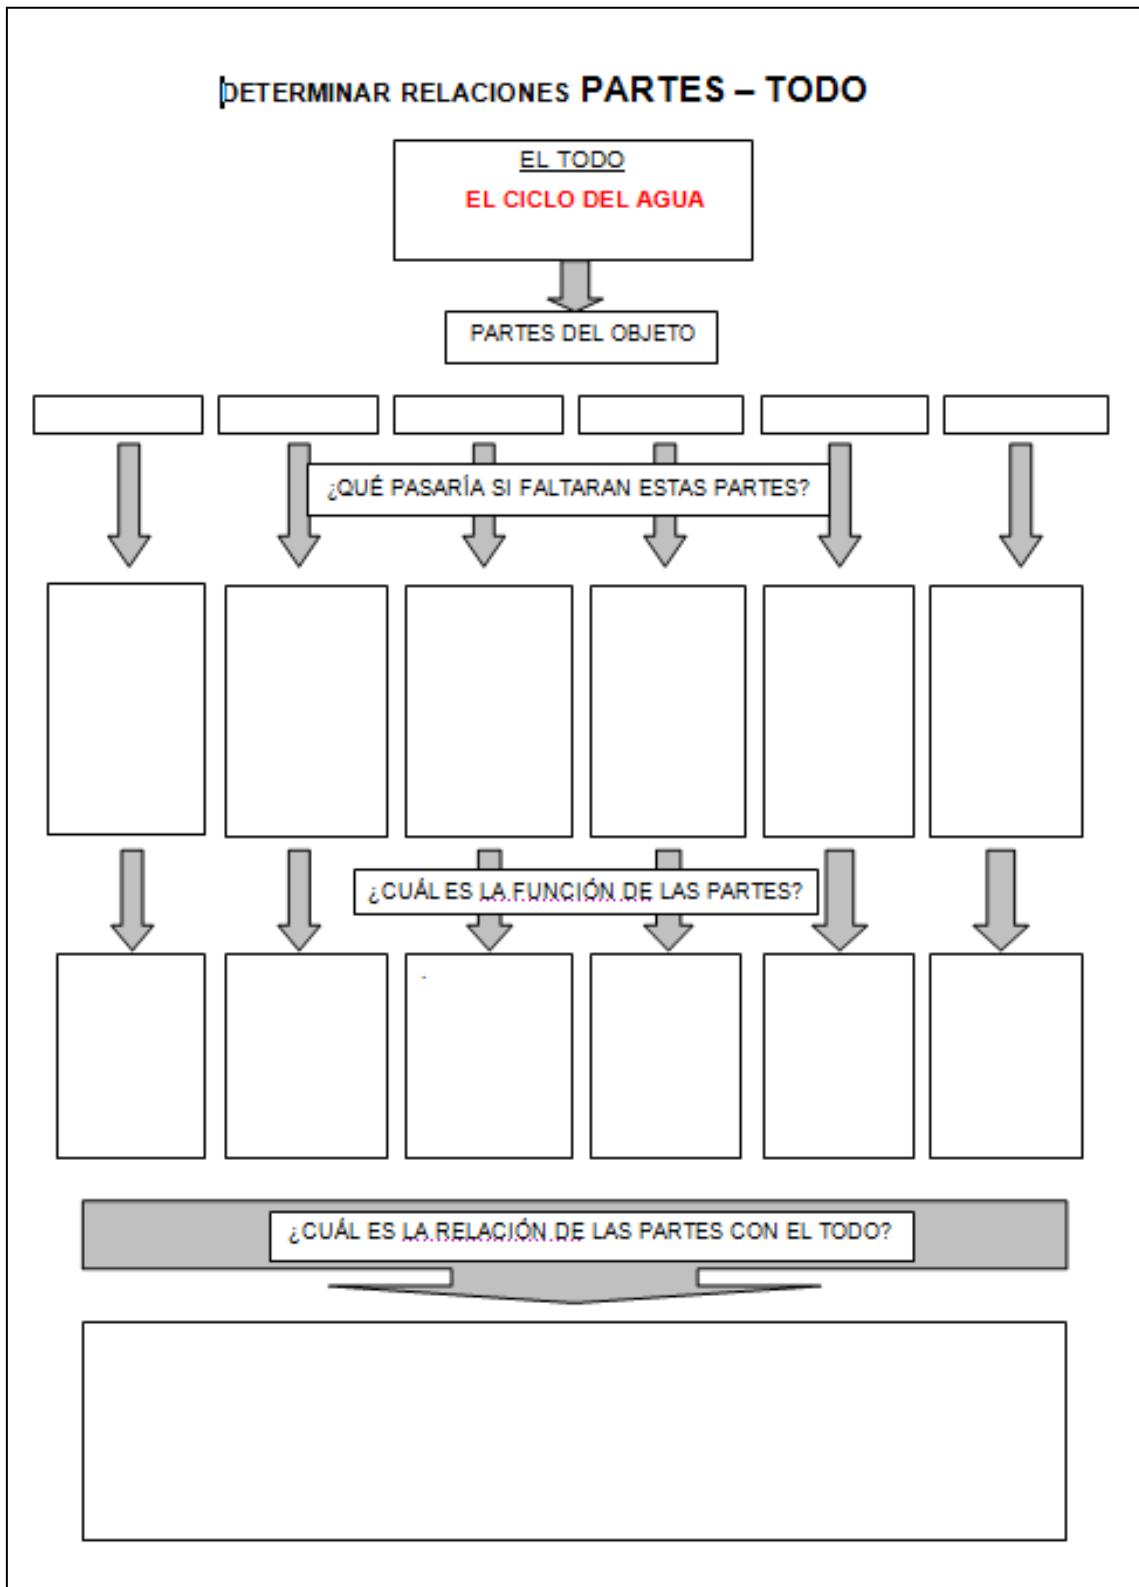 DETERMINAR RELACIONES PARTES – TODO
EL TODO
EL CICLO DEL AGUA
PARTES DEL OBJETO
¿QUÉ PASARÍA SI FALTARAN ESTAS PARTES?
¿CUÁL ES LA FUNCIÓN DE LAS PARTES?
-
¿CUÁL ES LA RELACIÓN DE LAS PARTES CON EL TODO?